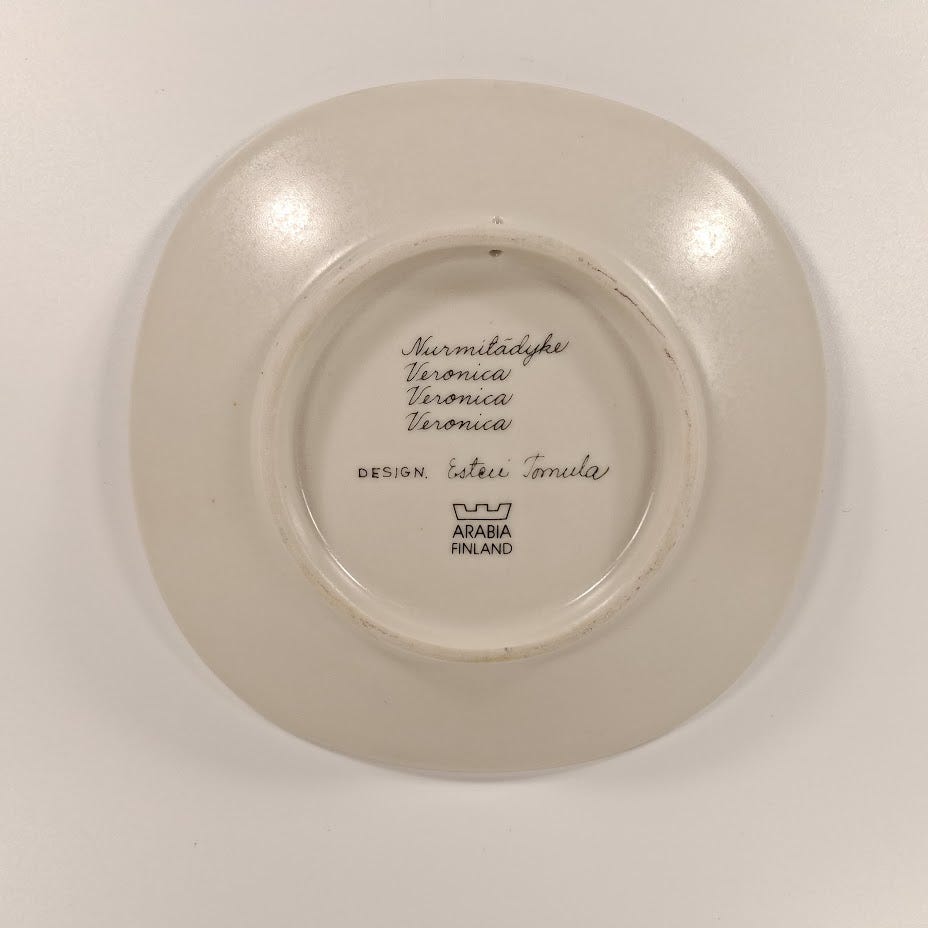 Nurmitädyke
Veronica
Veronica
Veronica
DESIGN. Esteri Tomula
ARABIA
FINLAND